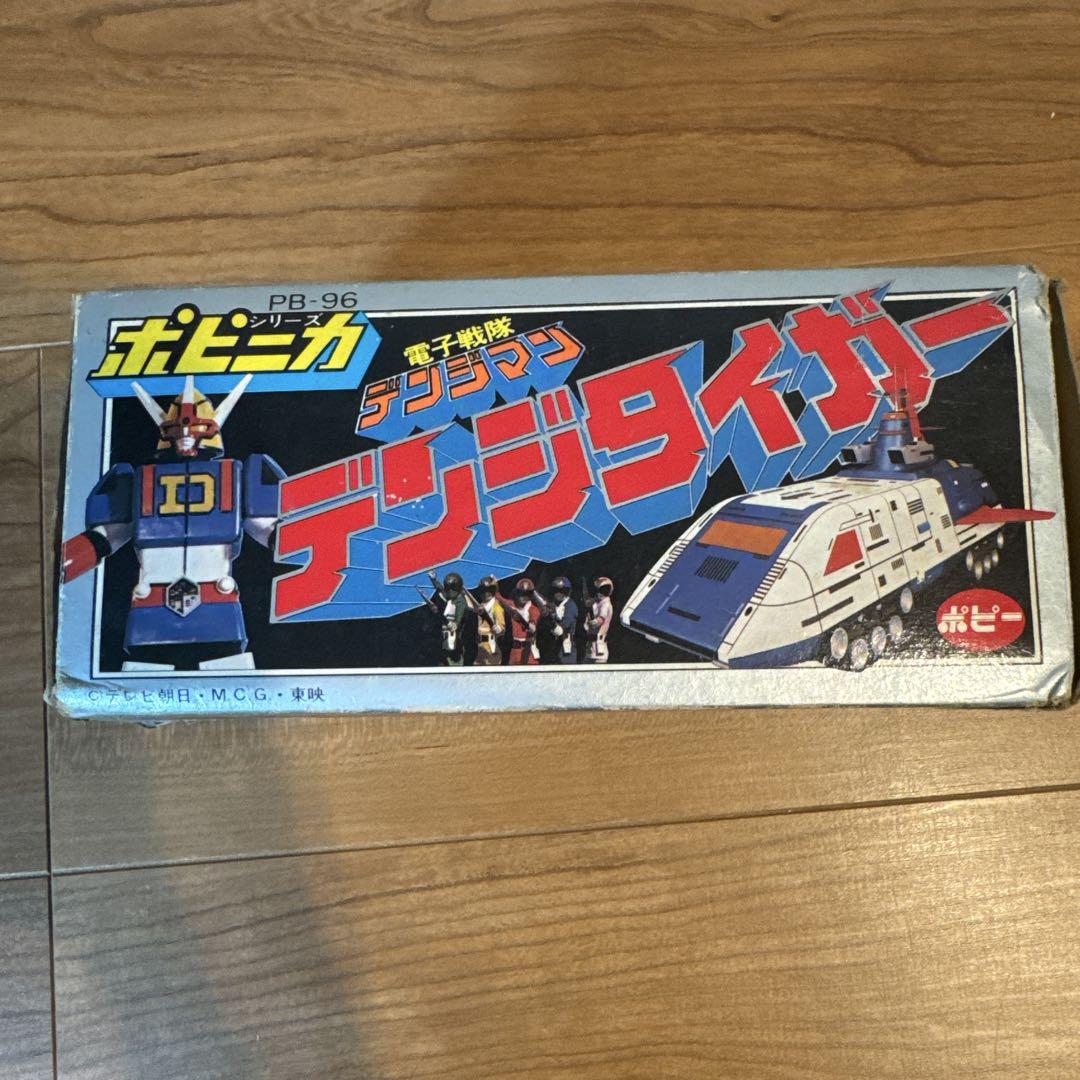 PB-96
ポピニカ
シリーズ
電子戦隊
デンジマン
デンジタイガー
D
ポピー
©テレビ朝日・M.C.G.・東映